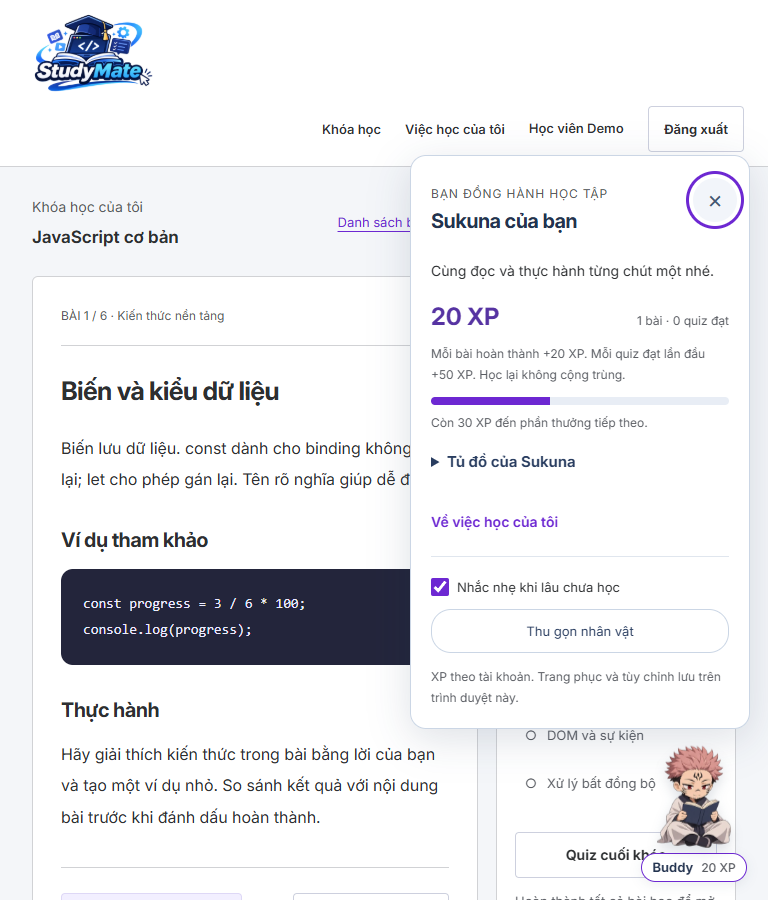 StudyMate
Khóa học
Việc học của tôi
Học viên Demo
Đăng xuất
Khóa học của tôi
JavaScript cơ bản
Danh sách
BÀI 1 / 6 · Kiến thức nền tảng
Biến và kiểu dữ liệu
Biến lưu dữ liệu. const dành cho binding không
lại; let cho phép gán lại. Tên rõ nghĩa giúp dễ
Ví dụ tham khảo
const progress = 3 / 6 * 100;
console.log(progress);
Thực hành
Hãy giải thích kiến thức trong bài bằng lời của bạn
và tạo một ví dụ nhỏ. So sánh kết quả với nội dung
bài trước khi đánh dấu hoàn thành.
BẠN ĐỒNG HÀNH HỌC TẬP
Sukuna của bạn
Cùng đọc và thực hành từng chút một nhé.
20 XP
1 bài · 0 quiz đạt
Mỗi bài hoàn thành +20 XP. Mỗi quiz đạt lần đầu
+50 XP. Học lại không cộng trùng.
Còn 30 XP đến phần thưởng tiếp theo.
Tủ đồ của Sukuna
Về việc học của tôi
Nhắc nhẹ khi lâu chưa học
Thu gọn nhân vật
XP theo tài khoản. Trang phục và tùy chỉnh lưu trên
trình duyệt này.
DOM và sự kiện
Xử lý bất đồng bộ
Quiz cuối
Buddy 20 XP